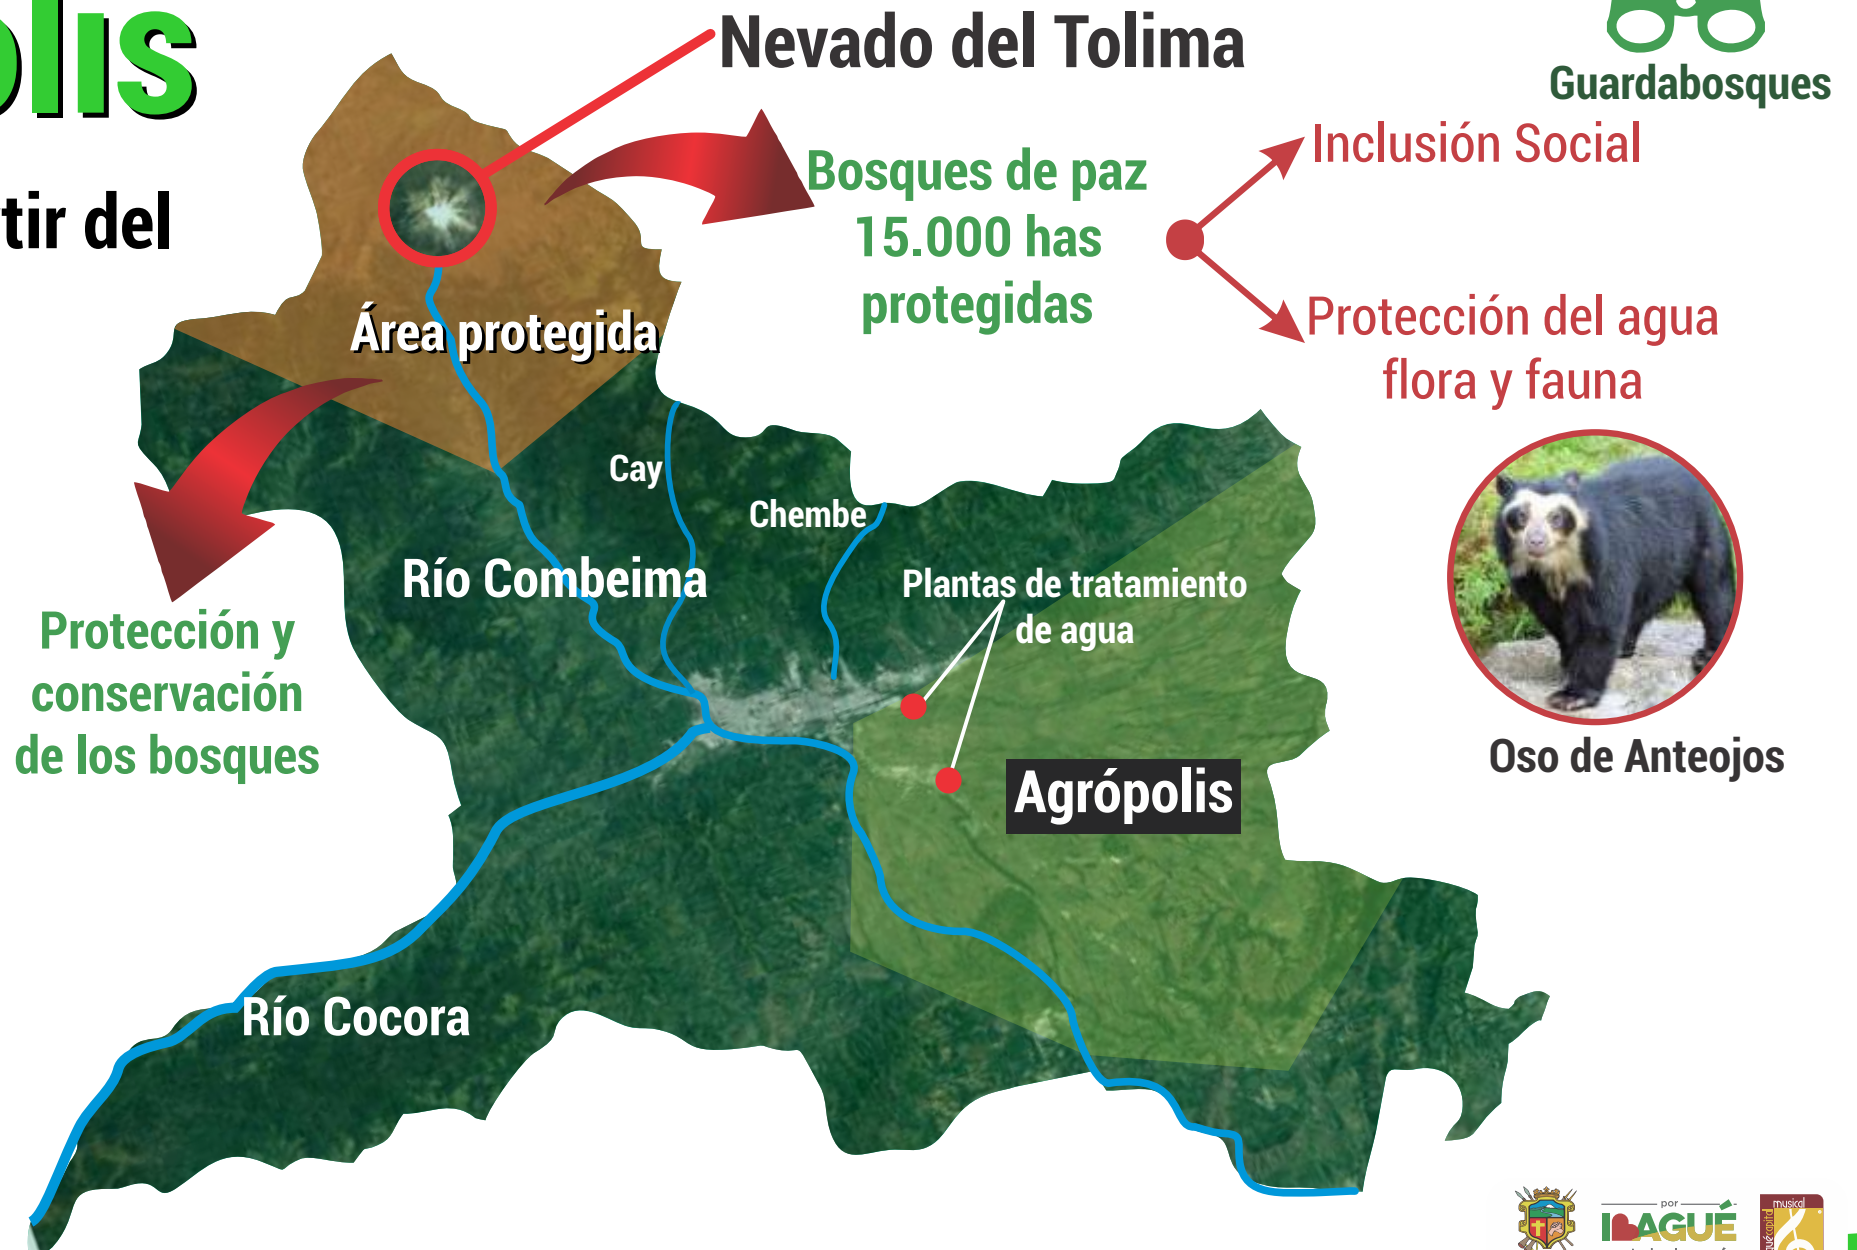 Nevado del Tolima
Guardabosques
tir del
Bosques de paz
15.000 has
protegidas
Inclusión Social
Protección del agua
flora y fauna
Área protegida
Cay
Chembe
Río Combeima
Plantas de tratamiento
de agua
Protección y
conservación
de los bosques
Agrópolis
Oso de Anteojos
Río Cocora
por
IBAGUÉ
musical